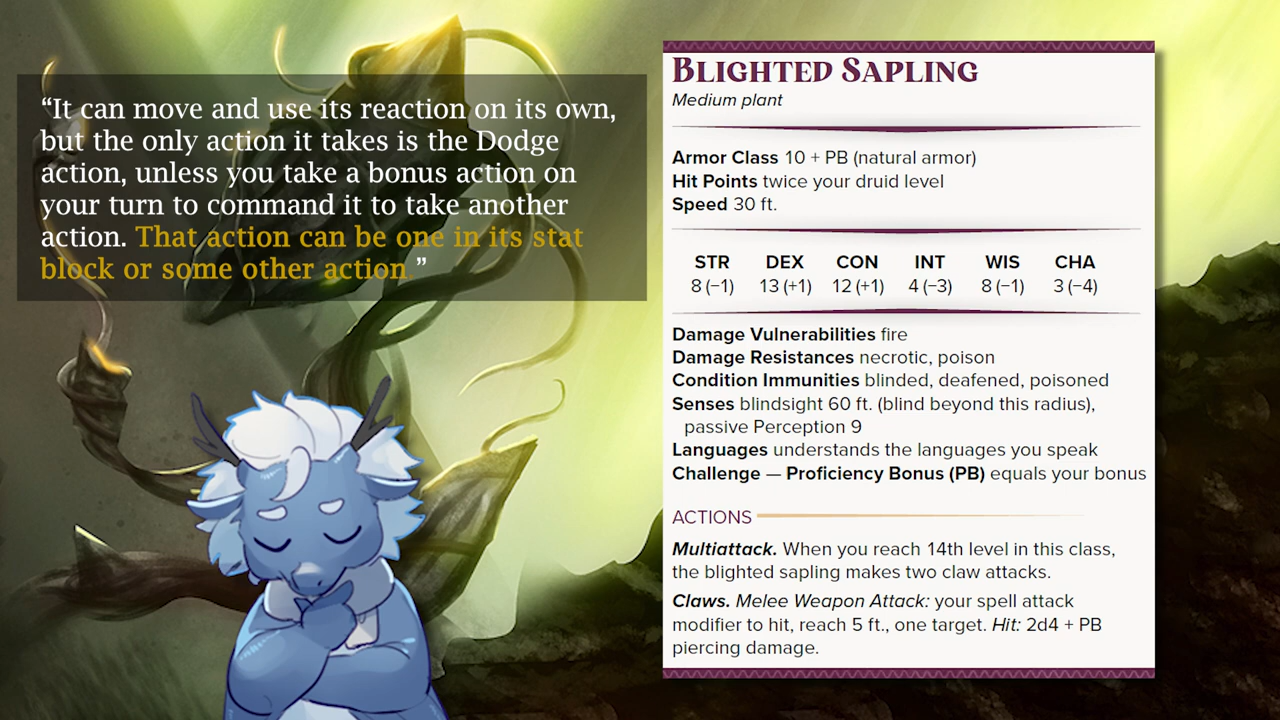 “It can move and use its reaction on its own,
but the only action it takes is the Dodge
action, unless you take a bonus action on
your turn to command it to take another
action. That action can be one in its stat
block or some other action.”
BLIGHTED SAPLING
Medium plant
Armor Class 10 + PB (natural armor)
Hit Points twice your druid level
Speed 30 ft.
STR DEX CON INT WIS CHA
8 (−1) 13 (+1) 12 (+1) 4 (−3) 8 (−1) 3 (−4)
Damage Vulnerabilities fire
Damage Resistances necrotic, poison
Condition Immunities blinded, deafened, poisoned
Senses blindsight 60 ft. (blind beyond this radius),
passive Perception 9
Languages understands the languages you speak
Challenge — Proficiency Bonus (PB) equals your bonus
ACTIONS
Multiattack. When you reach 14th level in this class,
the blighted sapling makes two claw attacks.
Claws. Melee Weapon Attack: your spell attack
modifier to hit, reach 5 ft., one target. Hit: 2d4 + PB
piercing damage.